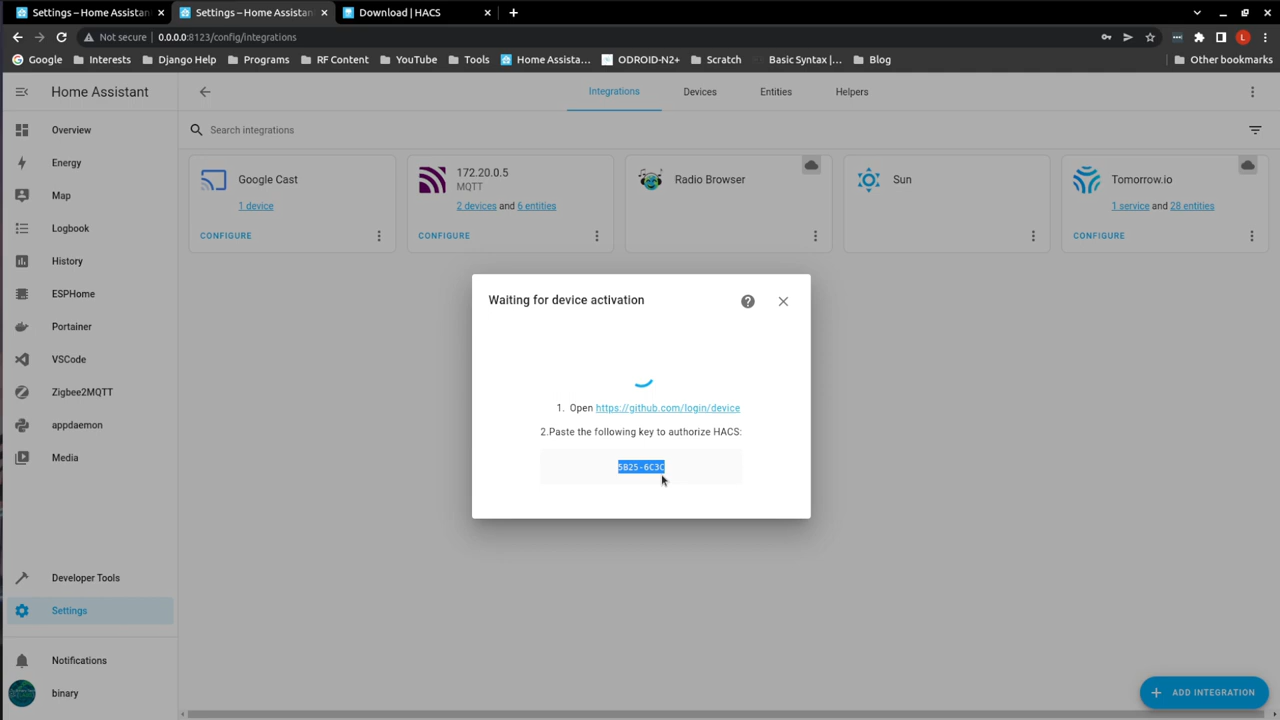 Settings – Home Assistan
Settings – Home Assistan
Download | HACS
Not secure
0.0.0.0:8123/config/integrations
Google
Interests
Django Help
Programs
RF Content
YouTube
Tools
Home Assista...
ODROID-N2+
Scratch
Basic Syntax |...
Blog
Other bookmarks
Home Assistant
Integrations
Devices
Entities
Helpers
Overview
Energy
Map
Logbook
History
ESPHome
Portainer
VSCode
Zigbee2MQTT
appdaemon
Media
Developer Tools
Settings
Notifications
binary
Search integrations
Google Cast
1 device
CONFIGURE
172.20.0.5
MQTT
2 devices and 6 entities
CONFIGURE
Radio Browser
Sun
Tomorrow.io
1 service and 28 entities
CONFIGURE
Waiting for device activation
1. Open https://github.com/login/device
2.Paste the following key to authorize HACS:
5B25-6C3C
ADD INTEGRATION